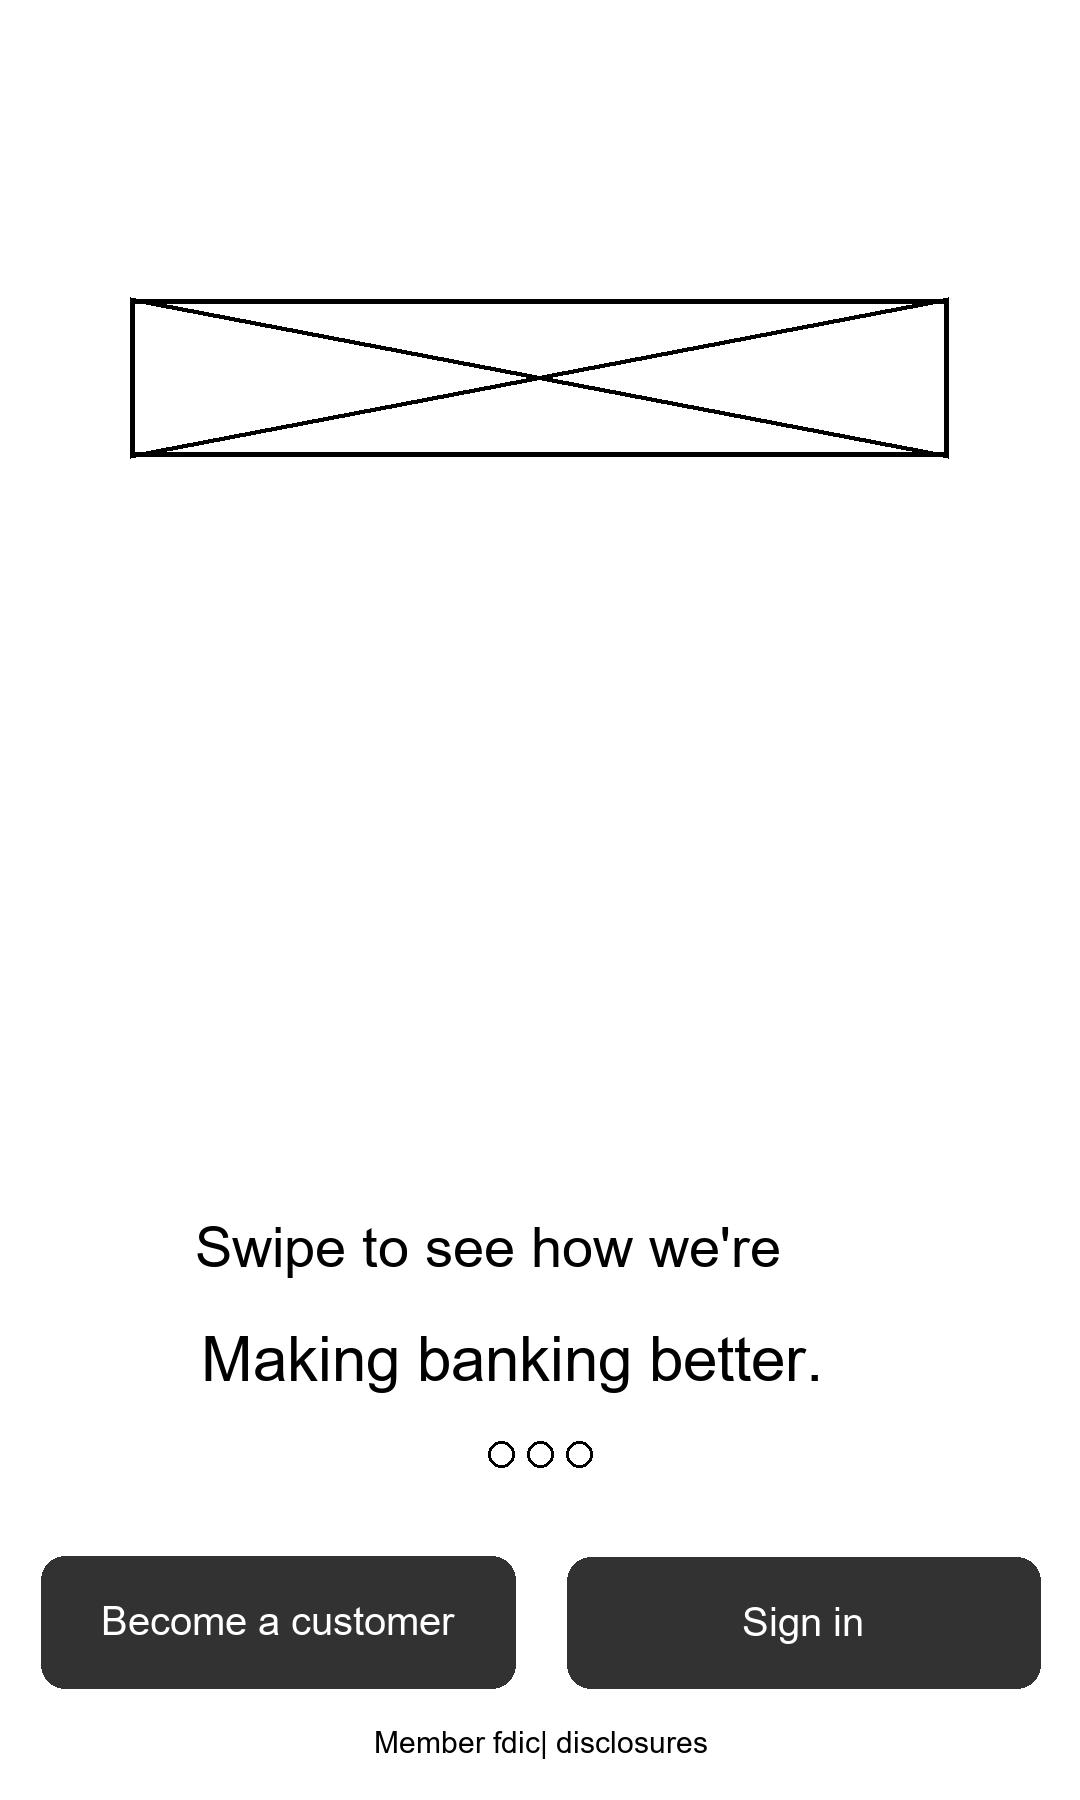 Swipe to see how we're
Making banking better.
Become a customer
Sign in
Member fdic| disclosures